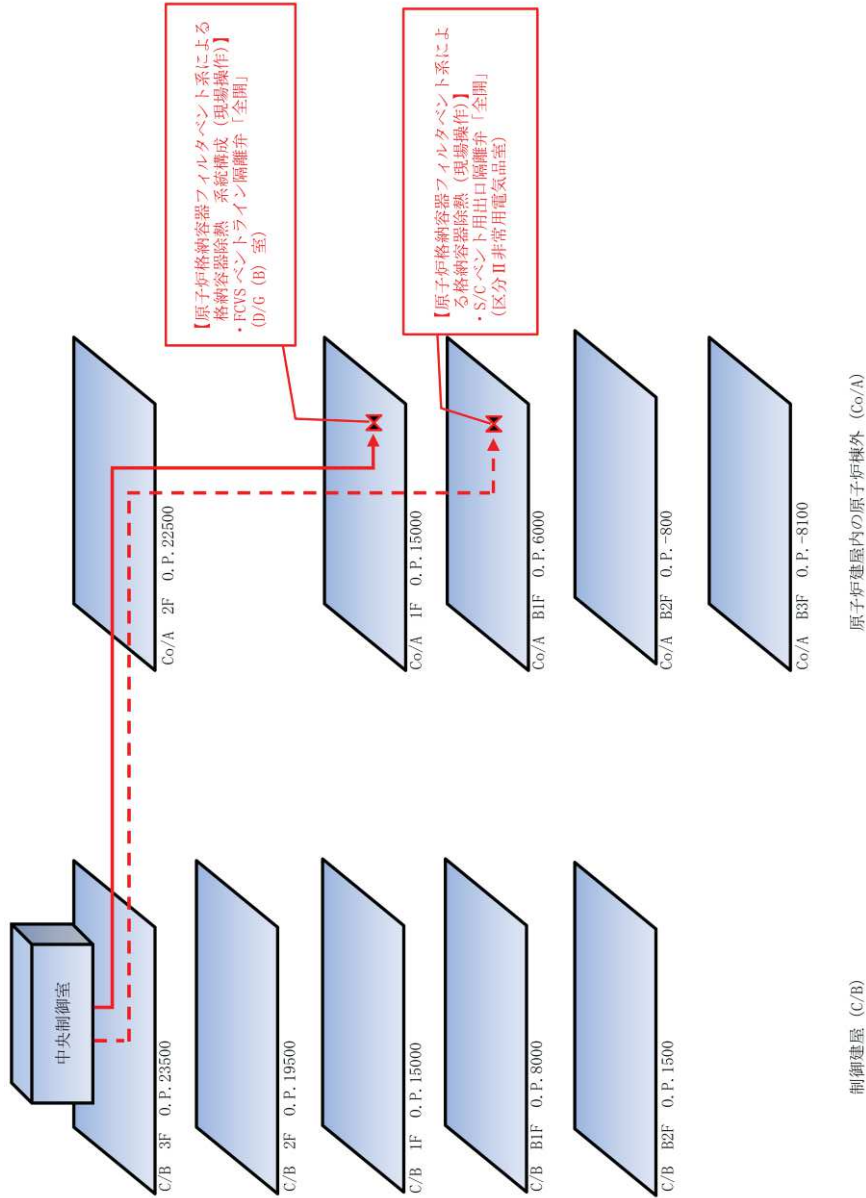 中央制御室
C/B 3F O.P.23500
C/B 2F O.P.19500
C/B 1F O.P.15000
C/B B1F O.P.8000
C/B B2F O.P.1500
制御建屋 (C/B)
Co/A 2F O.P.22500
Co/A 1F O.P.15000
Co/A B1F O.P.6000
Co/A B2F O.P.-800
Co/A B3F O.P.-8100
原子炉建屋内の原子炉棟外 (Co/A)
【原子炉格納容器フィルタベント系による
格納容器除熱 系統構成 (現場操作)】
・FCVS ベントライン隔離弁「全開」
(D/G (B) 室)
【原子炉格納容器フィルタベント系によ
る格納容器除熱 (現場操作)】
・S/C ベント用出口隔離弁「全開」
(区分Ⅱ非常用電気品室)